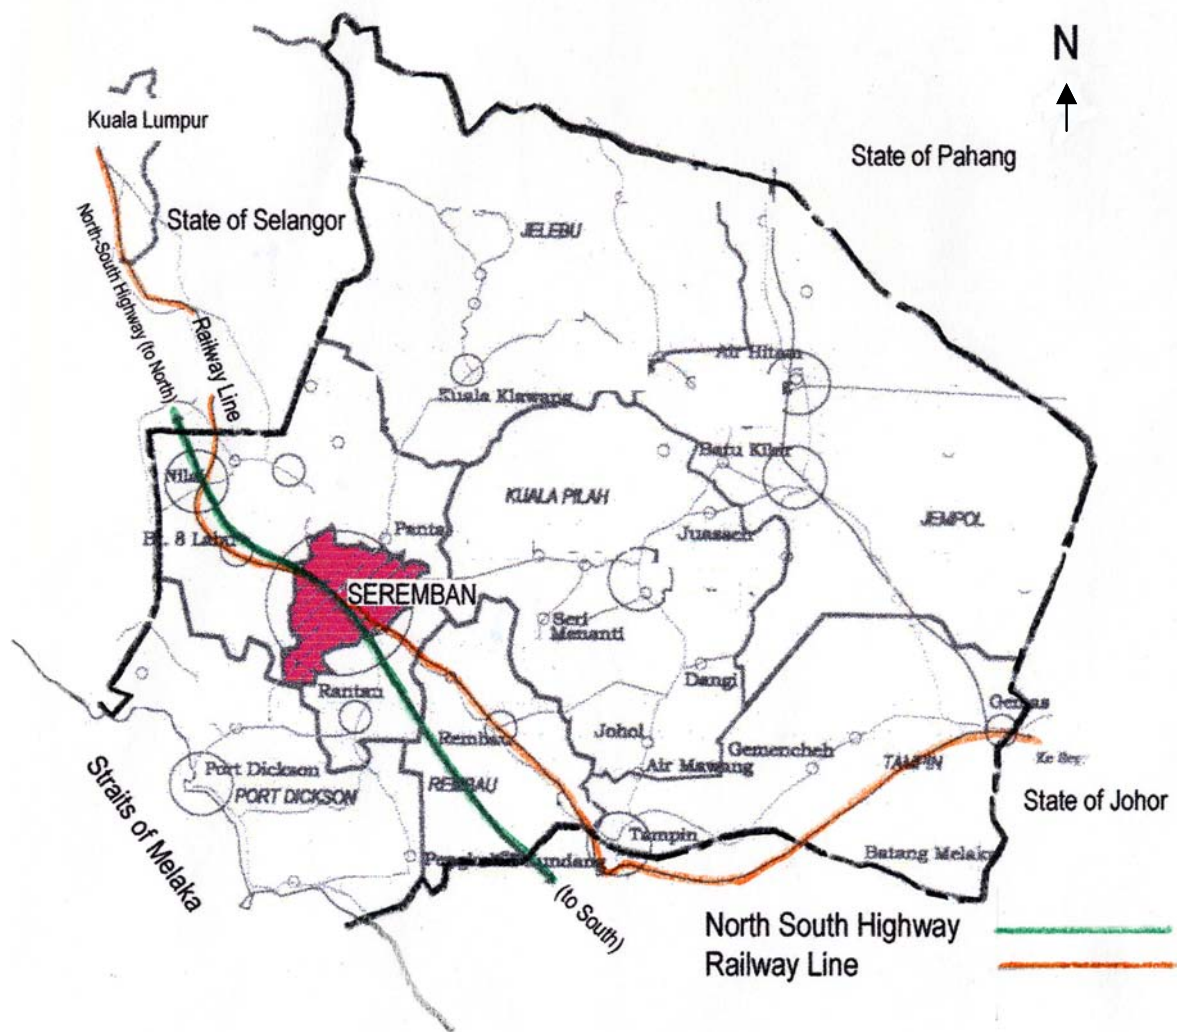 N
Kuala Lumpur
State of Pahang
State of Selangor
JELEBU
North-South Highway (to North)
Railway Line
Air Hitam
Kuala Klawang
Nilai
KUALA PILAH
JEMPOL
Juasseh
SEREMBAN
Seri
Menanti
Dangi
Rantau
Gemas
Johol
Rembau
Gemencheh
Air Mawang
TAMPIN
Port Dickson
PORT DICKSON
REMBAU
State of Johor
Straits of Melaka
Tampin
Batang Melaka
(to South)
North South Highway
Railway Line